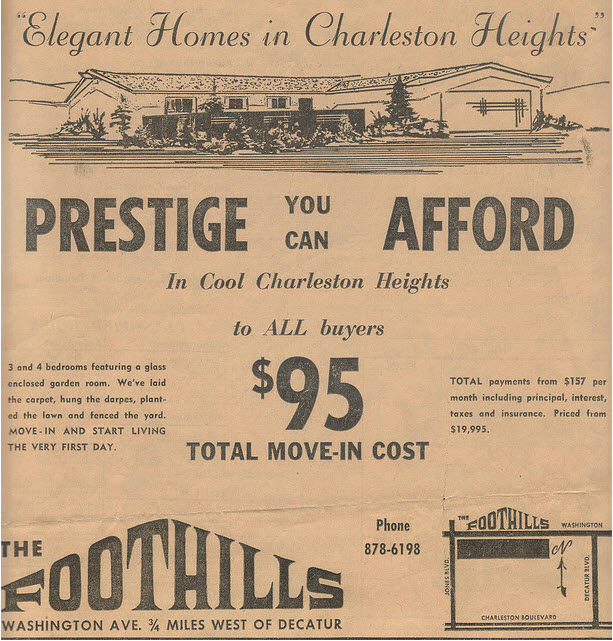 "Elegant Homes in Charleston Heights"
PRESTIGE YOU CAN AFFORD
In Cool Charleston Heights
to ALL buyers
3 and 4 bedrooms featuring a glass
enclosed garden room. We've laid
the carpet, hung the darpes, plant-
ed the lawn and fenced the yard.
MOVE-IN AND START LIVING
THE VERY FIRST DAY.
$95
TOTAL MOVE-IN COST
TOTAL payments from $157 per
month including principal, interest,
taxes and insurance. Priced from
$19,995.
THE
FOOTHILLS
WASHINGTON AVE. ¾ MILES WEST OF DECATUR
Phone
878-6198
THE FOOTHILLS WASHINGTON
JONES BLVD.
N
DECATUR BLVD.
CHARLESTON BOULEVARD